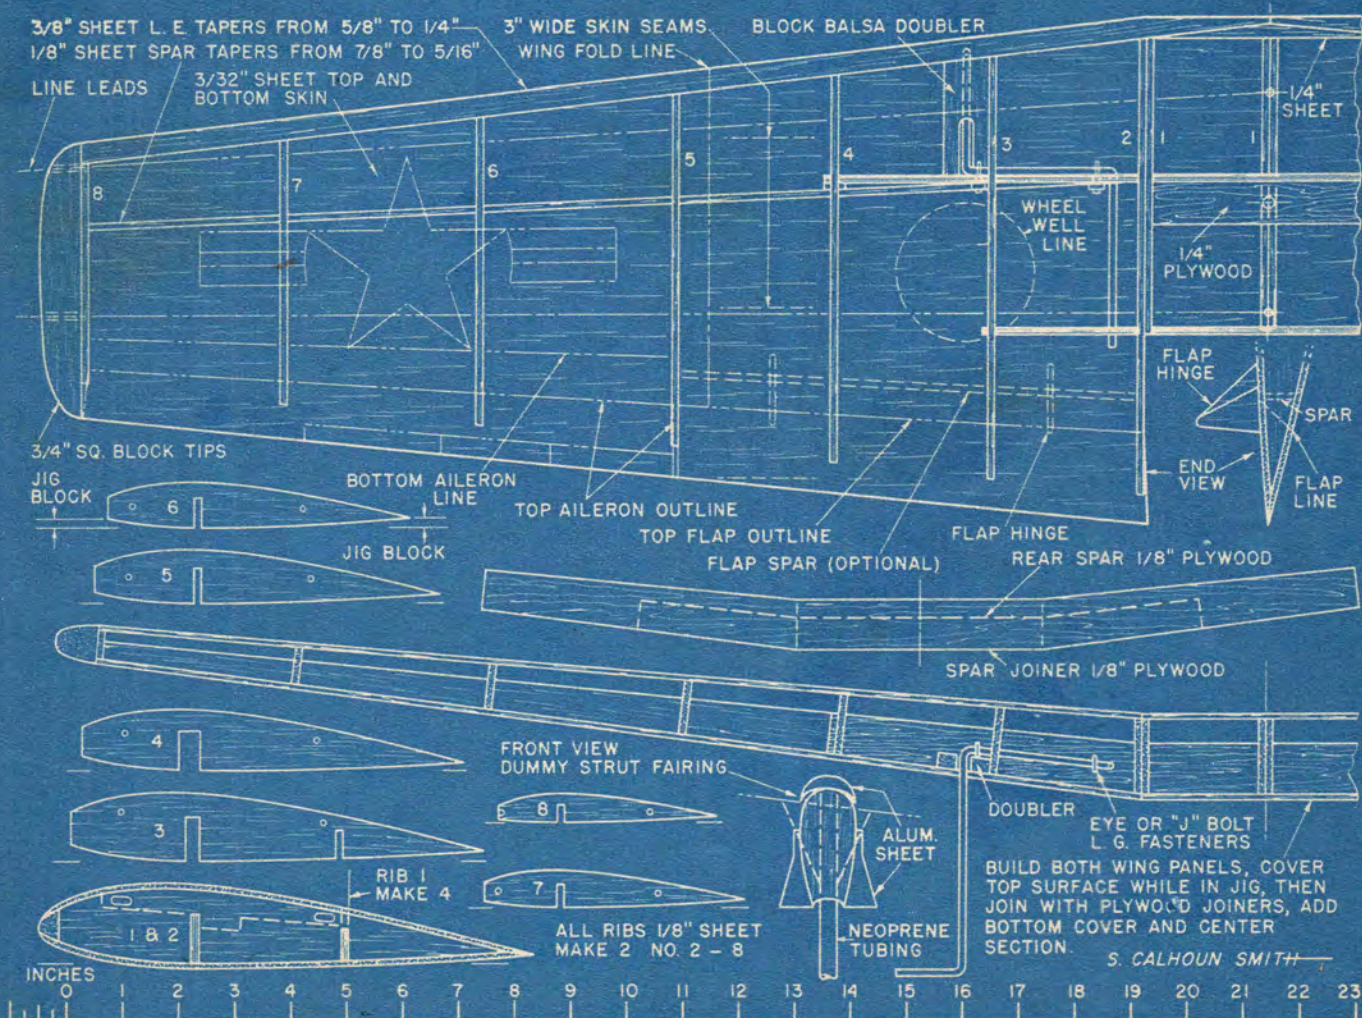 3/8" SHEET L. E. TAPERS FROM 5/8" TO 1/4"
1/8" SHEET SPAR TAPERS FROM 7/8" TO 5/16"
LINE LEADS
3/32" SHEET TOP AND
BOTTOM SKIN
3" WIDE SKIN SEAMS
WING FOLD LINE
BLOCK BALSA DOUBLER
1/4"
SHEET
8
7
6
5
4
3
2
1
1
WHEEL
WELL
LINE
1/4"
PLYWOOD
FLAP
HINGE
SPAR
END
VIEW
FLAP
LINE
3/4" SQ. BLOCK TIPS
JIG
BLOCK
BOTTOM AILERON
LINE
TOP AILERON OUTLINE
TOP FLAP OUTLINE
FLAP HINGE
FLAP SPAR (OPTIONAL)
REAR SPAR 1/8" PLYWOOD
6
JIG BLOCK
5
SPAR JOINER 1/8" PLYWOOD
4
FRONT VIEW
DUMMY STRUT FAIRING
DOUBLER
3
8
ALUM.
SHEET
EYE OR "J" BOLT
L. G. FASTENERS
RIB 1
MAKE 4
7
1 & 2
ALL RIBS 1/8" SHEET
MAKE 2 NO. 2 - 8
NEOPRENE
TUBING
BUILD BOTH WING PANELS, COVER
TOP SURFACE WHILE IN JIG, THEN
JOIN WITH PLYWOOD JOINERS, ADD
BOTTOM COVER AND CENTER
SECTION.
S. CALHOUN SMITH
INCHES
0 1 2 3 4 5 6 7 8 9 10 11 12 13 14 15 16 17 18 19 20 21 22 23